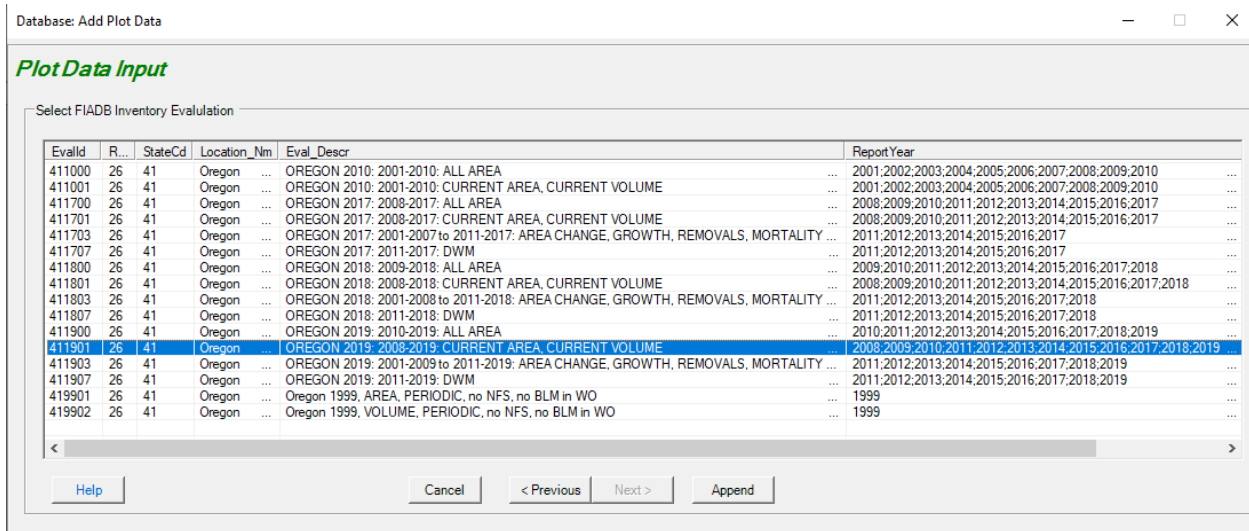 Database: Add Plot Data
Plot Data Input
Select FIADB Inventory Evalulation
EvalId R... StateCd Location_Nm Eval_Descr ReportYear
411000 26 41 Oregon ... OREGON 2010: 2001-2010: ALL AREA ... 2001;2002;2003;2004;2005;2006;2007;2008;2009;2010 ...
411001 26 41 Oregon ... OREGON 2010: 2001-2010: CURRENT AREA, CURRENT VOLUME ... 2001;2002;2003;2004;2005;2006;2007;2008;2009;2010 ...
411700 26 41 Oregon ... OREGON 2017: 2008-2017: ALL AREA ... 2008;2009;2010;2011;2012;2013;2014;2015;2016;2017 ...
411701 26 41 Oregon ... OREGON 2017: 2008-2017: CURRENT AREA, CURRENT VOLUME ... 2008;2009;2010;2011;2012;2013;2014;2015;2016;2017 ...
411703 26 41 Oregon ... OREGON 2017: 2001-2007 to 2011-2017: AREA CHANGE, GROWTH, REMOVALS, MORTALITY ... 2011;2012;2013;2014;2015;2016;2017 ...
411707 26 41 Oregon ... OREGON 2017: 2011-2017: DWM ... 2011;2012;2013;2014;2015;2016;2017 ...
411800 26 41 Oregon ... OREGON 2018: 2009-2018: ALL AREA ... 2009;2010;2011;2012;2013;2014;2015;2016;2017;2018 ...
411801 26 41 Oregon ... OREGON 2018: 2008-2018: CURRENT AREA, CURRENT VOLUME ... 2008;2009;2010;2011;2012;2013;2014;2015;2016;2017;2018 ...
411803 26 41 Oregon ... OREGON 2018: 2001-2008 to 2011-2018: AREA CHANGE, GROWTH, REMOVALS, MORTALITY ... 2011;2012;2013;2014;2015;2016;2017;2018 ...
411807 26 41 Oregon ... OREGON 2018: 2011-2018: DWM ... 2011;2012;2013;2014;2015;2016;2017;2018 ...
411900 26 41 Oregon ... OREGON 2019: 2010-2019: ALL AREA ... 2010;2011;2012;2013;2014;2015;2016;2017;2018;2019 ...
411901 26 41 Oregon ... OREGON 2019: 2008-2019: CURRENT AREA, CURRENT VOLUME ... 2008;2009;2010;2011;2012;2013;2014;2015;2016;2017;2018;2019 ...
411903 26 41 Oregon ... OREGON 2019: 2001-2009 to 2011-2019: AREA CHANGE, GROWTH, REMOVALS, MORTALITY ... 2011;2012;2013;2014;2015;2016;2017;2018;2019 ...
411907 26 41 Oregon ... OREGON 2019: 2011-2019: DWM ... 2011;2012;2013;2014;2015;2016;2017;2018;2019 ...
419901 26 41 Oregon ... Oregon 1999, AREA, PERIODIC, no NFS, no BLM in WO ... 1999 ...
419902 26 41 Oregon ... Oregon 1999, VOLUME, PERIODIC, no NFS, no BLM in WO ... 1999 ...
Help Cancel < Previous Next > Append